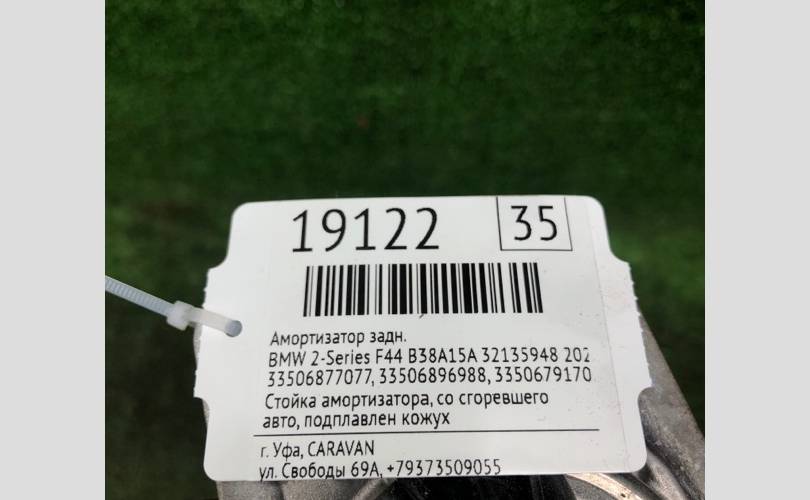 19122 35
Амортизатор задн.
BMW 2-Series F44 B38A15A 32135948 202
33506877077, 33506896988, 3350679170
Стойка амортизатора, со сгоревшего
авто, подплавлен кожух
г. Уфа, CARAVAN
ул. Свободы 69А, +79373509055